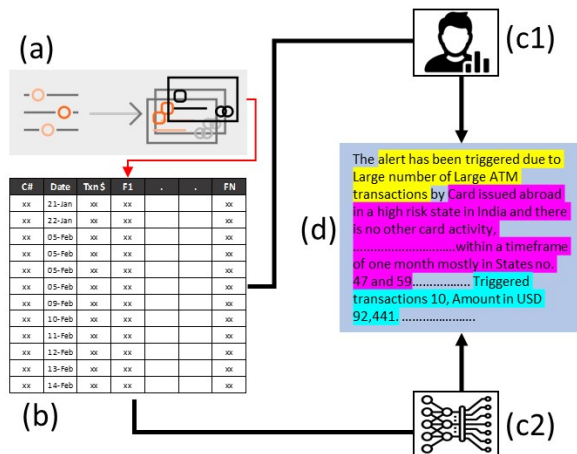 (a)
(c1)
C# Date Txn $ F1 . . FN
xx 21-Jan xx xx xx
xx 22-Jan xx xx xx
xx 05-Feb xx xx xx
xx 05-Feb xx xx xx
xx 05-Feb xx xx xx
xx 05-Feb xx xx xx
xx 09-Feb xx xx xx
xx 10-Feb xx xx xx
xx 11-Feb xx xx xx
xx 12-Feb xx xx xx
xx 13-Feb xx xx xx
xx 14-Feb xx xx xx
(b)
The alert has been triggered due to
Large number of Large ATM
transactions by Card issued abroad
in a high risk state in India and there
is no other card activity,
..............................within a timeframe
of one month mostly in States no.
47 and 59................. Triggered
transactions 10, Amount in USD
92,441. ......................
(d)
(c2)